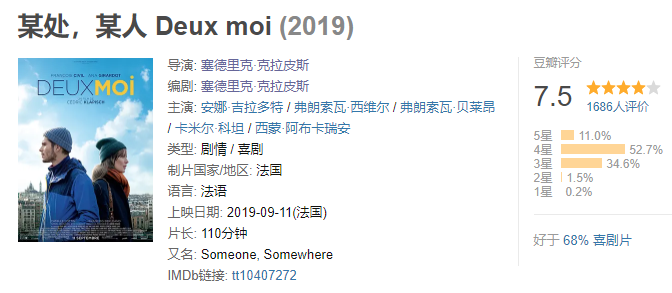 某处，某人 Deux moi (2019)
FRANÇOIS CIVIL ANA GIRARDOT
DEUXMOI
CÉDRIC KLAPISCH
导演: 塞德里克·克拉皮斯
编剧: 塞德里克·克拉皮斯
主演: 安娜·吉拉多特 / 弗朗索瓦·西维尔 / 弗朗索瓦·贝莱昂
/ 卡米尔·科坦 / 西蒙·阿布卡瑞安
类型: 剧情 / 喜剧
制片国家/地区: 法国
语言: 法语
上映日期: 2019-09-11(法国)
片长: 110分钟
又名: Someone, Somewhere
IMDb链接: tt10407272
豆瓣评分
7.5
1686人评价
5星 11.0%
4星 52.7%
3星 34.6%
2星 1.5%
1星 0.2%
好于 68% 喜剧片